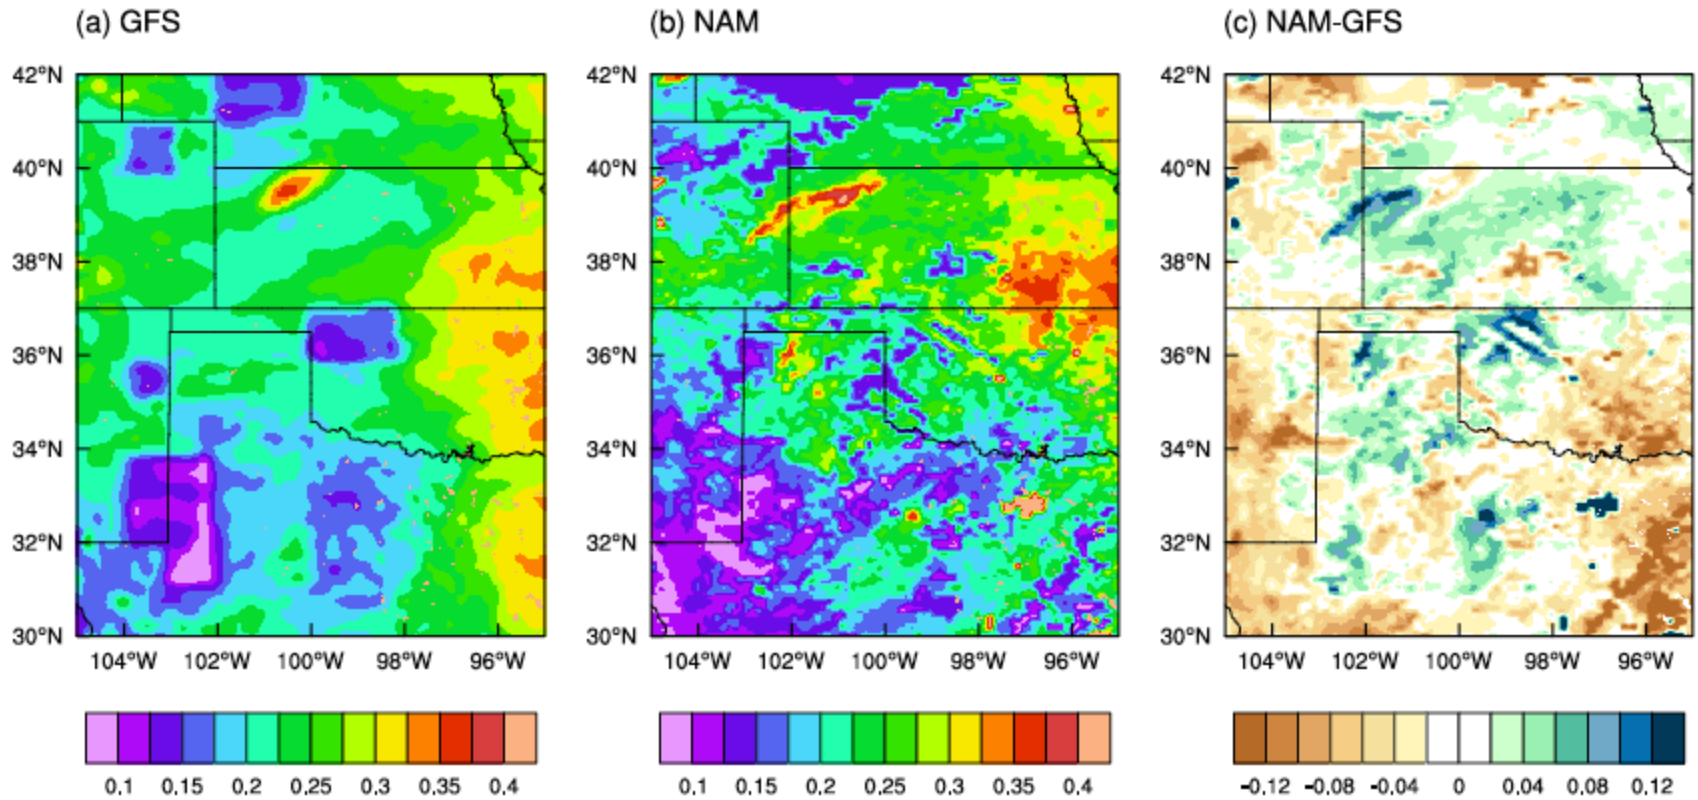 (a) GFS
(b) NAM
(c) NAM-GFS
42°N
40°N
38°N
36°N
34°N
32°N
30°N
104°W 102°W 100°W 98°W 96°W
42°N
40°N
38°N
36°N
34°N
32°N
30°N
104°W 102°W 100°W 98°W 96°W
42°N
40°N
38°N
36°N
34°N
32°N
30°N
104°W 102°W 100°W 98°W 96°W
0.1 0.15 0.2 0.25 0.3 0.35 0.4
0.1 0.15 0.2 0.25 0.3 0.35 0.4
-0.12 -0.08 -0.04 0 0.04 0.08 0.12